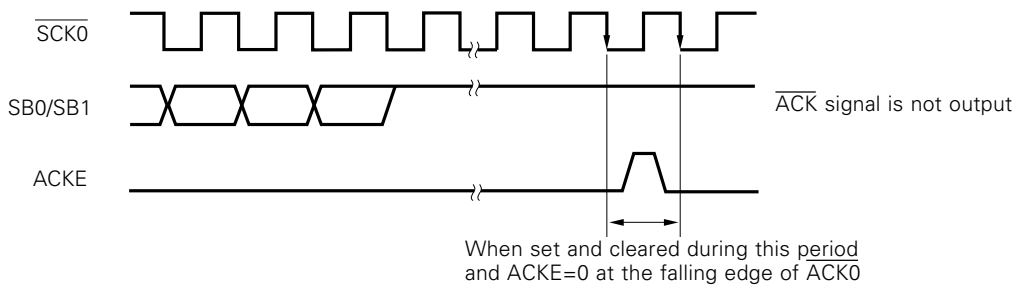 SCK0
SB0/SB1
ACK signal is not output
ACKE
When set and cleared during this period
and ACKE=0 at the falling edge of ACK0